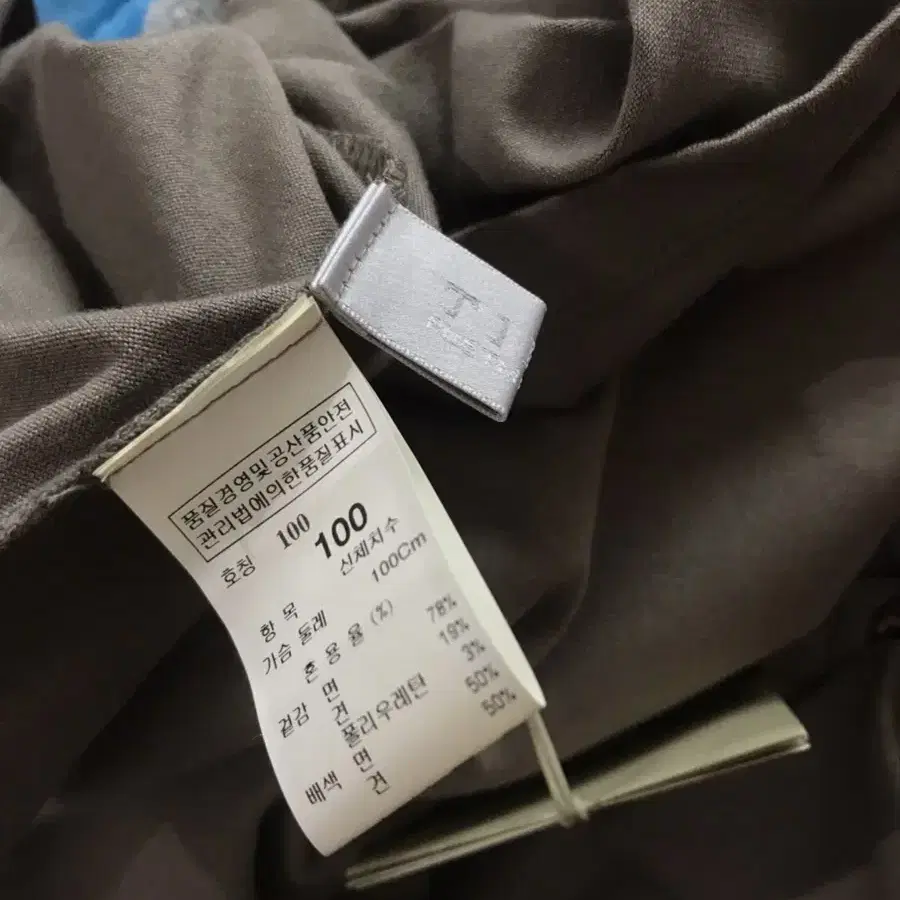 품질경영및공산품안전
관리법에의한품질표시
호칭 100 100
항목 신체치수
가슴둘레 100Cm
혼용율(%)
겉감 면 78%
견 19%
폴리우레탄 3%
배색 면 50%
견 50%